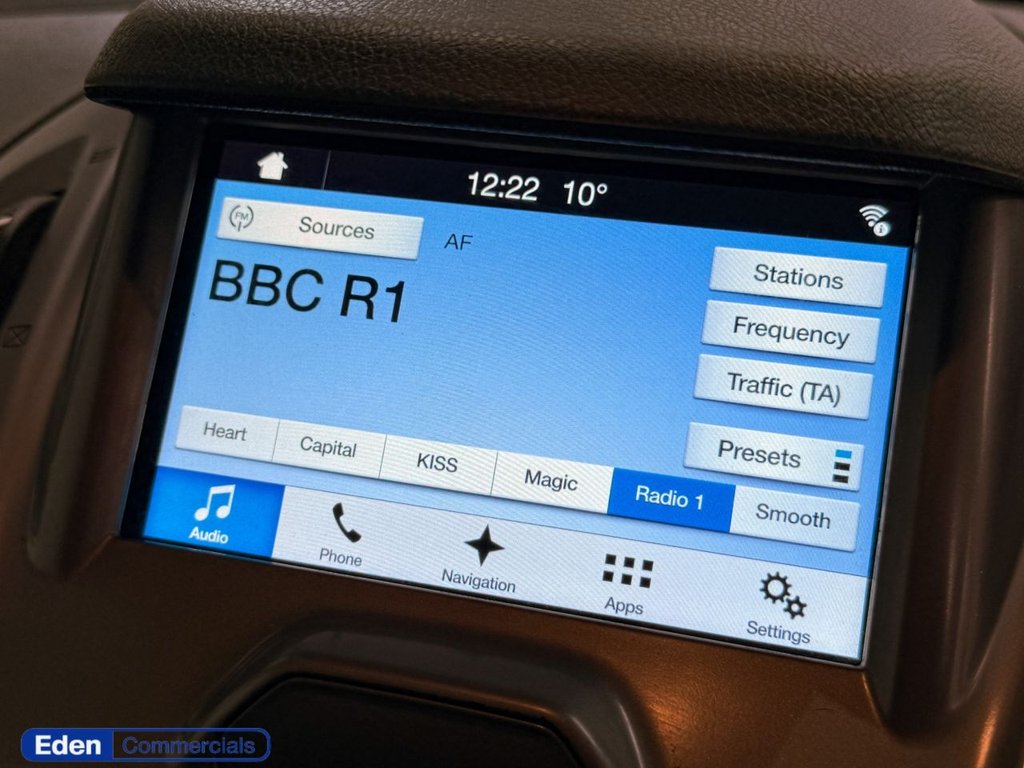 12:22 10°
FM Sources AF
BBC R1
Stations
Frequency
Traffic (TA)
Presets
Heart Capital KISS Magic Radio 1 Smooth
Audio Phone Navigation Apps Settings
Eden Commercials